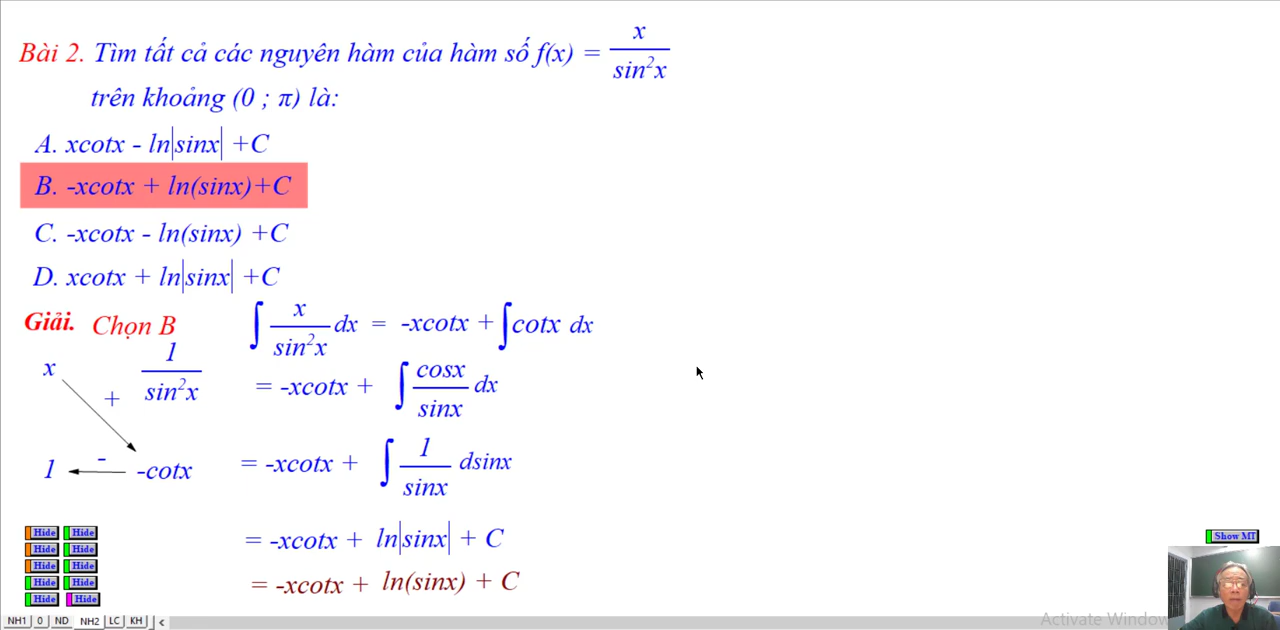 Bài 2. Tìm tất cả các nguyên hàm của hàm số f(x) = x/sin²x
trên khoảng (0 ; π) là:
A. xcotx - ln|sinx| +C
B. -xcotx + ln(sinx)+C
C. -xcotx - ln(sinx) +C
D. xcotx + ln|sinx| +C
Giải. Chọn B
∫ x/sin²x dx = -xcotx + ∫cotx dx
x + 1/sin²x
= -xcotx + ∫ cosx/sinx dx
1 - -cotx
= -xcotx + ∫ 1/sinx dsinx
= -xcotx + ln|sinx| + C
= -xcotx + ln(sinx) + C
Hide Hide
Hide Hide
Hide Hide
Hide Hide
Hide Hide
Show MT
Activate Window
NH1 0 ND NH2 LC KH